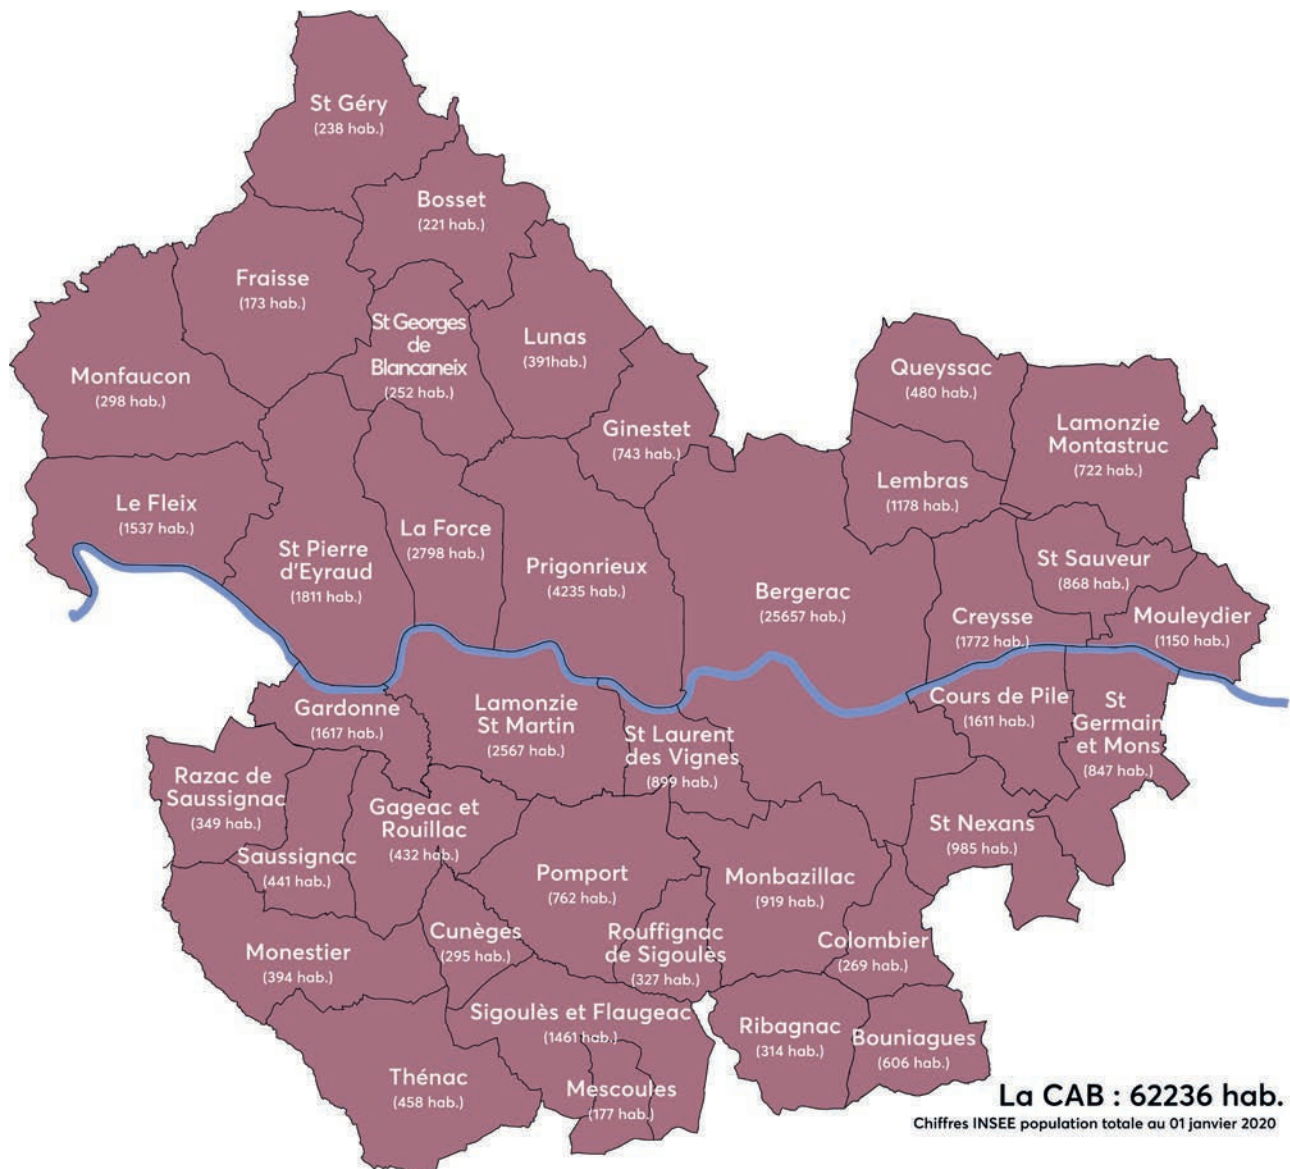 St Géry
(238 hab.)
Bosset
(221 hab.)
Fraisse
(173 hab.)
St Georges
de
Blancaneix
(252 hab.)
Lunas
(391hab.)
Monfaucon
(298 hab.)
Queyssac
(480 hab.)
Ginestet
(743 hab.)
Lamonzie
Montastruc
(722 hab.)
Lembras
(1178 hab.)
Le Fleix
(1537 hab.)
La Force
(2798 hab.)
St Pierre
d'Eyraud
(1811 hab.)
Prigonrieux
(4235 hab.)
Bergerac
(25657 hab.)
St Sauveur
(868 hab.)
Creysse
(1772 hab.)
Mouleydier
(1150 hab.)
Gardonne
(1617 hab.)
Lamonzie
St Martin
(2567 hab.)
St Laurent
des Vignes
(899 hab.)
Cours de Pile
(1611 hab.)
St
Germain
et Mons
(847 hab.)
Razac de
Saussignac
(349 hab.)
Gageac et
Rouillac
(432 hab.)
Saussignac
(441 hab.)
St Nexans
(985 hab.)
Pomport
(762 hab.)
Monbazillac
(919 hab.)
Monestier
(394 hab.)
Cunèges
(295 hab.)
Rouffignac
de Sigoulès
(327 hab.)
Colombier
(269 hab.)
Sigoulès et Flaugeac
(1461 hab.)
Ribagnac
(314 hab.)
Bouniagues
(606 hab.)
Thénac
(458 hab.)
Mescoules
(177 hab.)
La CAB : 62236 hab.
Chiffres INSEE population totale au 01 janvier 2020